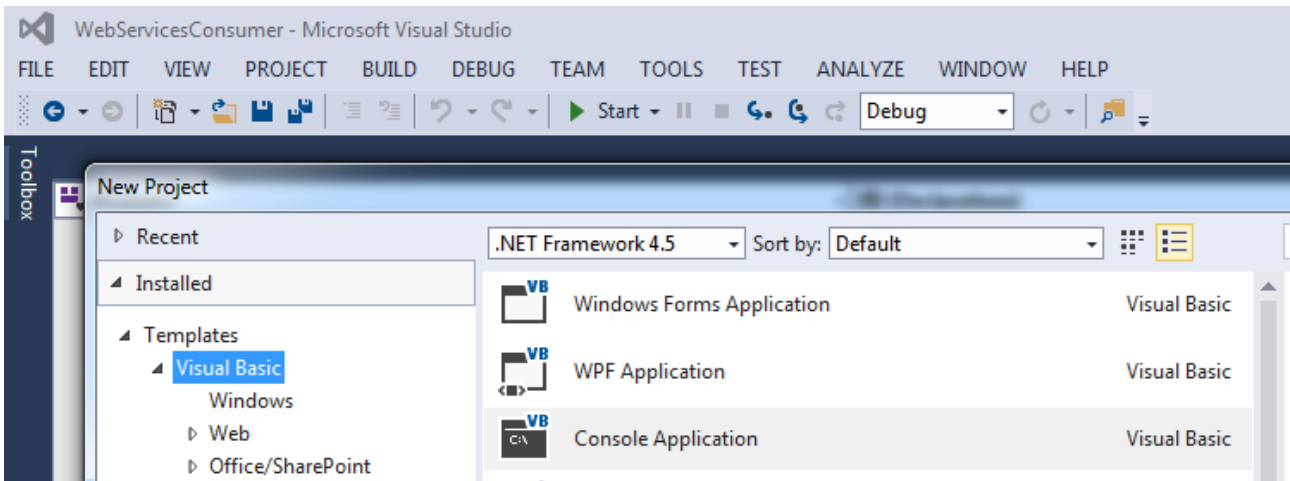 WebServicesConsumer - Microsoft Visual Studio
FILE EDIT VIEW PROJECT BUILD DEBUG TEAM TOOLS TEST ANALYZE WINDOW HELP
Start Debug
Toolbox
New Project
Recent
.NET Framework 4.5 Sort by: Default
Installed
Templates
Visual Basic
Windows
Web
Office/SharePoint
VB Windows Forms Application Visual Basic
VB WPF Application Visual Basic
VB C:\ Console Application Visual Basic